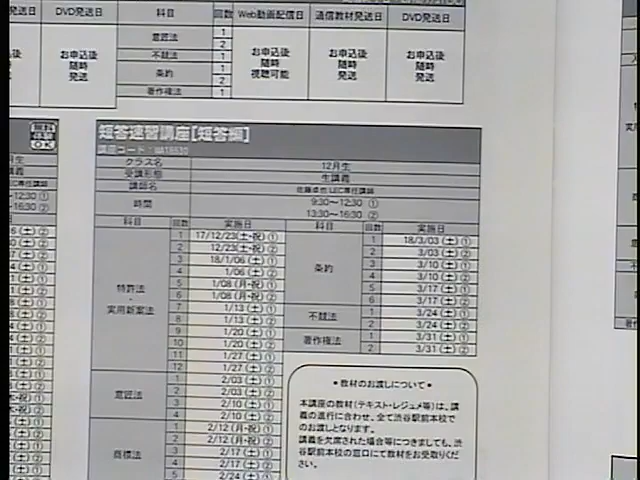 DVD発送日 科目 回数 Web動画配信日 通信教材発送日 DVD発送日
お申込後 随時 発送
意匠法 1 2
不競法 1
条約 1 2
著作権法 1
お申込後 随時 視聴可能
お申込後 随時 発送
お申込後 随時 発送
OK
短答速習講座[短答編]
クラス名 12月生
受講形態 生講義
講師名 佐藤卓也 LEC専任講師
時間 9:30〜12:30 ①
13:30〜16:30 ②
科目 回数 実施日 科目 回数 実施日
特許法・実用新案法
1 17/12/23(土・祝) ①
2 12/23(土・祝) ②
3 18/1/06(土) ①
4 1/06(土) ②
5 1/08(月・祝) ①
6 1/08(月・祝) ②
7 1/13(土) ①
8 1/13(土) ②
9 1/20(土) ①
10 1/20(土) ②
11 1/27(土) ①
12 1/27(土) ②
意匠法
1 2/03(土) ①
2 2/03(土) ②
3 2/10(土) ①
4 2/10(土) ②
商標法
1 2/12(月・祝) ①
2 2/12(月・祝) ②
3 2/17(土) ①
4 2/17(土) ②
5 2/24(土) ①
条約
1 18/3/03(土) ①
2 3/03(土) ②
3 3/10(土) ①
4 3/10(土) ②
5 3/17(土) ①
6 3/17(土) ②
不競法
1 3/24(土) ①
2 3/24(土) ②
著作権法
1 3/31(土) ①
2 3/31(土) ②
・教材のお渡しについて・
本講座の教材(テキスト・レジュメ等)は、講
義の進行に合わせ、全て渋谷駅前本校で
のお渡しとなります。
講義を欠席された場合等につきましても、渋
谷駅前本校の窓口にて教材をお受取りくだ
さい。